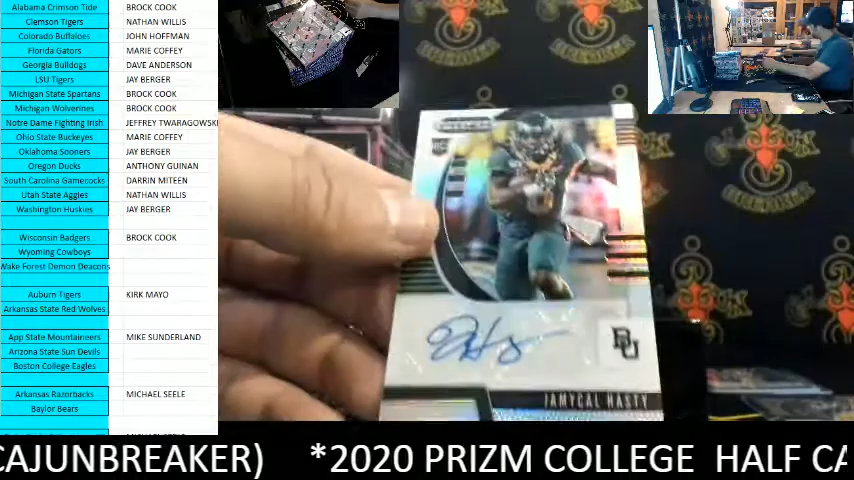 Alabama Crimson Tide BROCK COOK
Clemson Tigers NATHAN WILLIS
Colorado Buffaloes JOHN HOFFMAN
Florida Gators MARIE COFFEY
Georgia Bulldogs DAVE ANDERSON
LSU Tigers JAY BERGER
Michigan State Spartans BROCK COOK
Michigan Wolverines BROCK COOK
Notre Dame Fighting Irish JEFFREY TWARAGOWSK
Ohio State Buckeyes MARIE COFFEY
Oklahoma Sooners JAY BERGER
Oregon Ducks ANTHONY GUINAN
South Carolina Gamecocks DARRIN MITEEN
Utah State Aggies NATHAN WILLIS
Washington Huskies JAY BERGER
Wisconsin Badgers BROCK COOK
Wyoming Cowboys
Wake Forest Demon Deacons
Auburn Tigers KIRK MAYO
Arkansas State Red Wolves
App State Mountaineers MIKE SUNDERLAND
Arizona State Sun Devils
Boston College Eagles
Arkansas Razorbacks MICHAEL SEELE
Baylor Bears
BU
JAMYCAL HASTY
CAJUNBREAKER) *2020 PRIZM COLLEGE HALF CA